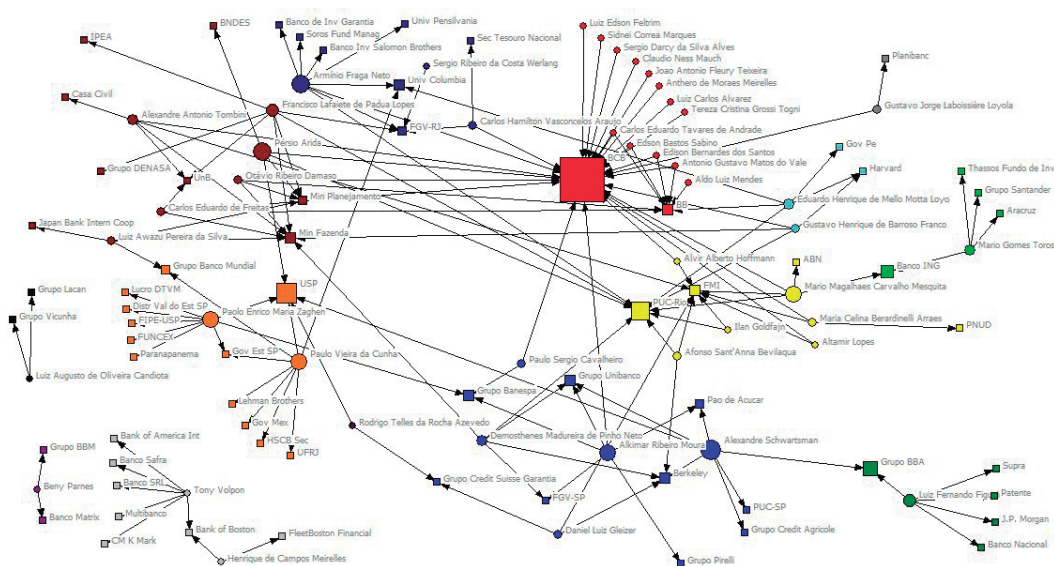 BNDES
Banco de Inv Garantia
Univ Pensilvania
Luiz Edson Feltrim
IPEA
Soros Fund Manag
Sec Tesouro Nacional
Sidnei Correa Marques
Banco Inv Salomon Brothers
Sergio Darcy da Silva Alves
Planibanc
Claudio Ness Mauch
Sergio Ribeiro da Costa Werlang
Casa Civil
Armínio Fraga Neto
Univ Columbia
Joao Antonio Fleury Teixeira
Anthero de Moraes Meirelles
Alexandre Antonio Tombini
Francisco Lafaiete de Padua Lopes
Luiz Carlos Alvarez
Gustavo Jorge Laboissière Loyola
Tereza Cristina Grossi Togni
FGV-RJ
Carlos Hamilton Vasconcelos Araujo
Carlos Eduardo Tavares de Andrade
Persio Arida
Edson Bastos Sabino
Gov Pe
Edison Bernardes dos Santos
BCB
Grupo DENASA
UnB
Otávio Ribeiro Damaso
Antonio Gustavo Matos do Vale
Harvard
Thassos Fundo de Inv
Aldo Luiz Mendes
Grupo Santander
Min Planejamento
BB
Eduardo Henrique de Mello Motta Loyo
Carlos Eduardo de Freitas
Aracruz
Japan Bank Intern Coop
Gustavo Henrique de Barroso Franco
Luiz Awazu Pereira da Silva
Min Fazenda
Mario Gomes Toros
Alvir Alberto Hoffmann
ABN
Grupo Banco Mundial
Banco ING
USP
FMI
Mario Magalhaes Carvalho Mesquita
Grupo Lacan
Lucro DTVM
PUC-Rio
Distr Val do Est SP
Paolo Enrico Maria Zaghen
Grupo Vicunha
FIPE-USP
Maria Celina Berardinelli Arraes
PNUD
FUNCEX
Ilan Goldfajn
Paranapanema
Gov Est SP
Altamir Lopes
Paulo Vieira da Cunha
Paulo Sergio Cavalheiro
Afonso Sant'Anna Bevilaqua
Luiz Augusto de Oliveira Candiota
Grupo Unibanco
Grupo Banespa
Lehman Brothers
Pao de Acucar
Gov Mex
Rodrigo Telles da Rocha Azevedo
Bank of America Int
Demosthenes Madureira de Pinho Neto
Grupo BBM
HSCB Sec
Alkimar Ribeiro Moura
Alexandre Schwartsman
Banco Safra
UFRJ
Grupo BBA
Supra
Berkeley
Banco SRL
Grupo Credit Suisse Garantia
Beny Parnes
Tony Volpon
FGV-SP
Patente
PUC-SP
Multibanco
Banco Matrix
J.P. Morgan
Bank of Boston
FleetBoston Financial
Daniel Luiz Gleizer
Grupo Credit Agricole
CM K Mark
Banco Nacional
Henrique de Campos Meirelles
Grupo Pirelli